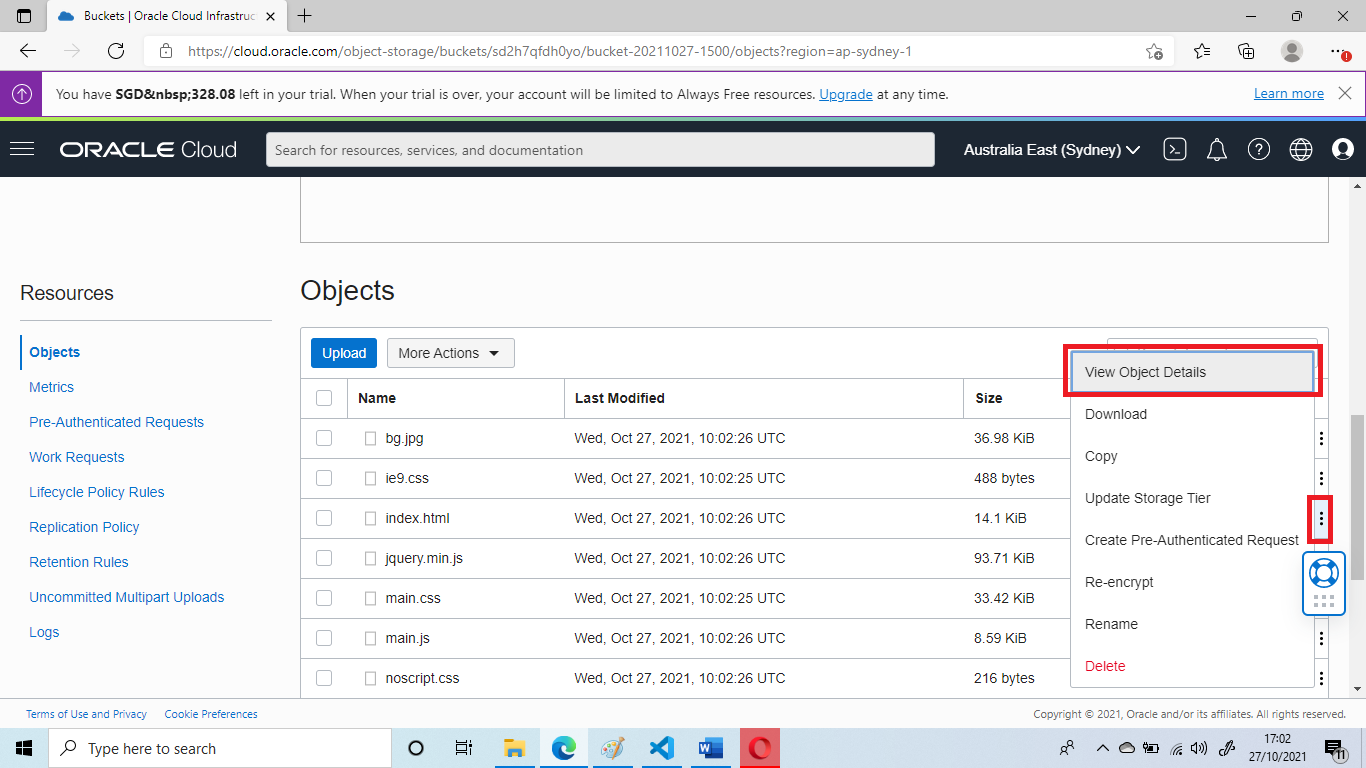 Buckets | Oracle Cloud Infrastruc
https://cloud.oracle.com/object-storage/buckets/sd2h7qfdh0yo/bucket-20211027-1500/objects?region=ap-sydney-1
You have SGD&nbsp;328.08 left in your trial. When your trial is over, your account will be limited to Always Free resources. Upgrade at any time.
Learn more
ORACLE Cloud
Search for resources, services, and documentation
Australia East (Sydney)
Resources
Objects
Metrics
Pre-Authenticated Requests
Work Requests
Lifecycle Policy Rules
Replication Policy
Retention Rules
Uncommitted Multipart Uploads
Logs
Objects
Upload
More Actions
Name Last Modified Size
bg.jpg Wed, Oct 27, 2021, 10:02:26 UTC 36.98 KiB
ie9.css Wed, Oct 27, 2021, 10:02:25 UTC 488 bytes
index.html Wed, Oct 27, 2021, 10:02:26 UTC 14.1 KiB
jquery.min.js Wed, Oct 27, 2021, 10:02:26 UTC 93.71 KiB
main.css Wed, Oct 27, 2021, 10:02:25 UTC 33.42 KiB
main.js Wed, Oct 27, 2021, 10:02:26 UTC 8.59 KiB
noscript.css Wed, Oct 27, 2021, 10:02:26 UTC 216 bytes
View Object Details
Download
Copy
Update Storage Tier
Create Pre-Authenticated Request
Re-encrypt
Rename
Delete
Terms of Use and Privacy
Cookie Preferences
Copyright © 2021, Oracle and/or its affiliates. All rights reserved.
Type here to search
17:02
27/10/2021
11